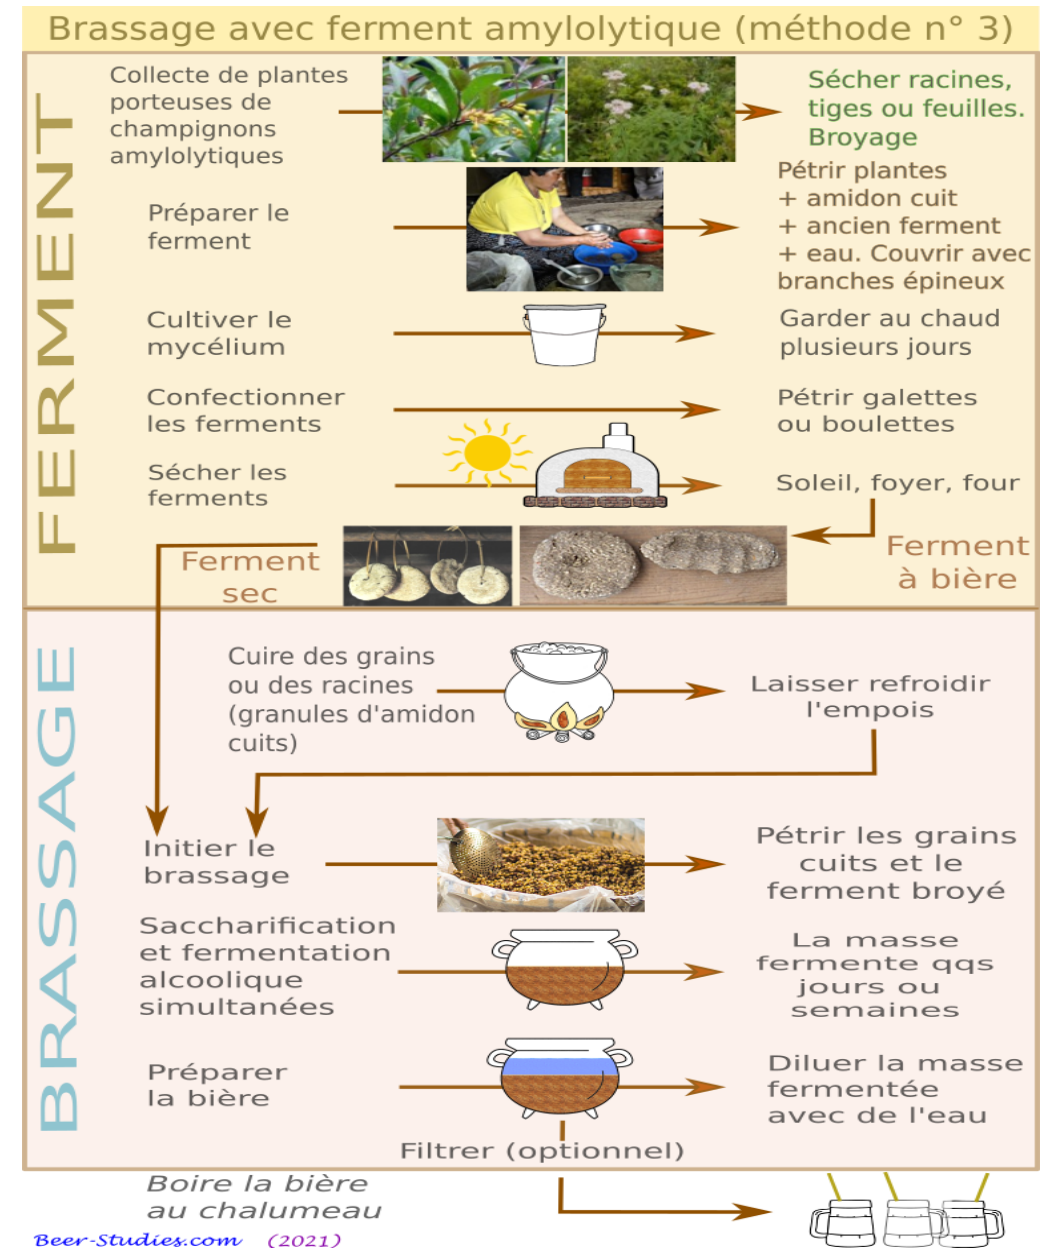 Brassage avec ferment amylolytique (méthode n° 3)
FERMENT
Collecte de plantes
porteuses de
champignons
amylolytiques
Sécher racines,
tiges ou feuilles.
Broyage
Préparer le
ferment
Pétrir plantes
+ amidon cuit
+ ancien ferment
+ eau. Couvrir avec
branches épineux
Cultiver le
mycélium
Garder au chaud
plusieurs jours
Confectionner
les ferments
Pétrir galettes
ou boulettes
Sécher les
ferments
Soleil, foyer, four
Ferment
sec
Ferment
à bière
BRASSAGE
Cuire des grains
ou des racines
(granules d'amidon
cuits)
Laisser refroidir
l'empois
Initier le
brassage
Pétrir les grains
cuits et le
ferment broyé
Saccharification
et fermentation
alcoolique
simultanées
La masse
fermente qqs
jours ou
semaines
Préparer
la bière
Diluer la masse
fermentée
avec de l'eau
Filtrer (optionnel)
Boire la bière
au chalumeau
Beer-Studies.com (2021)